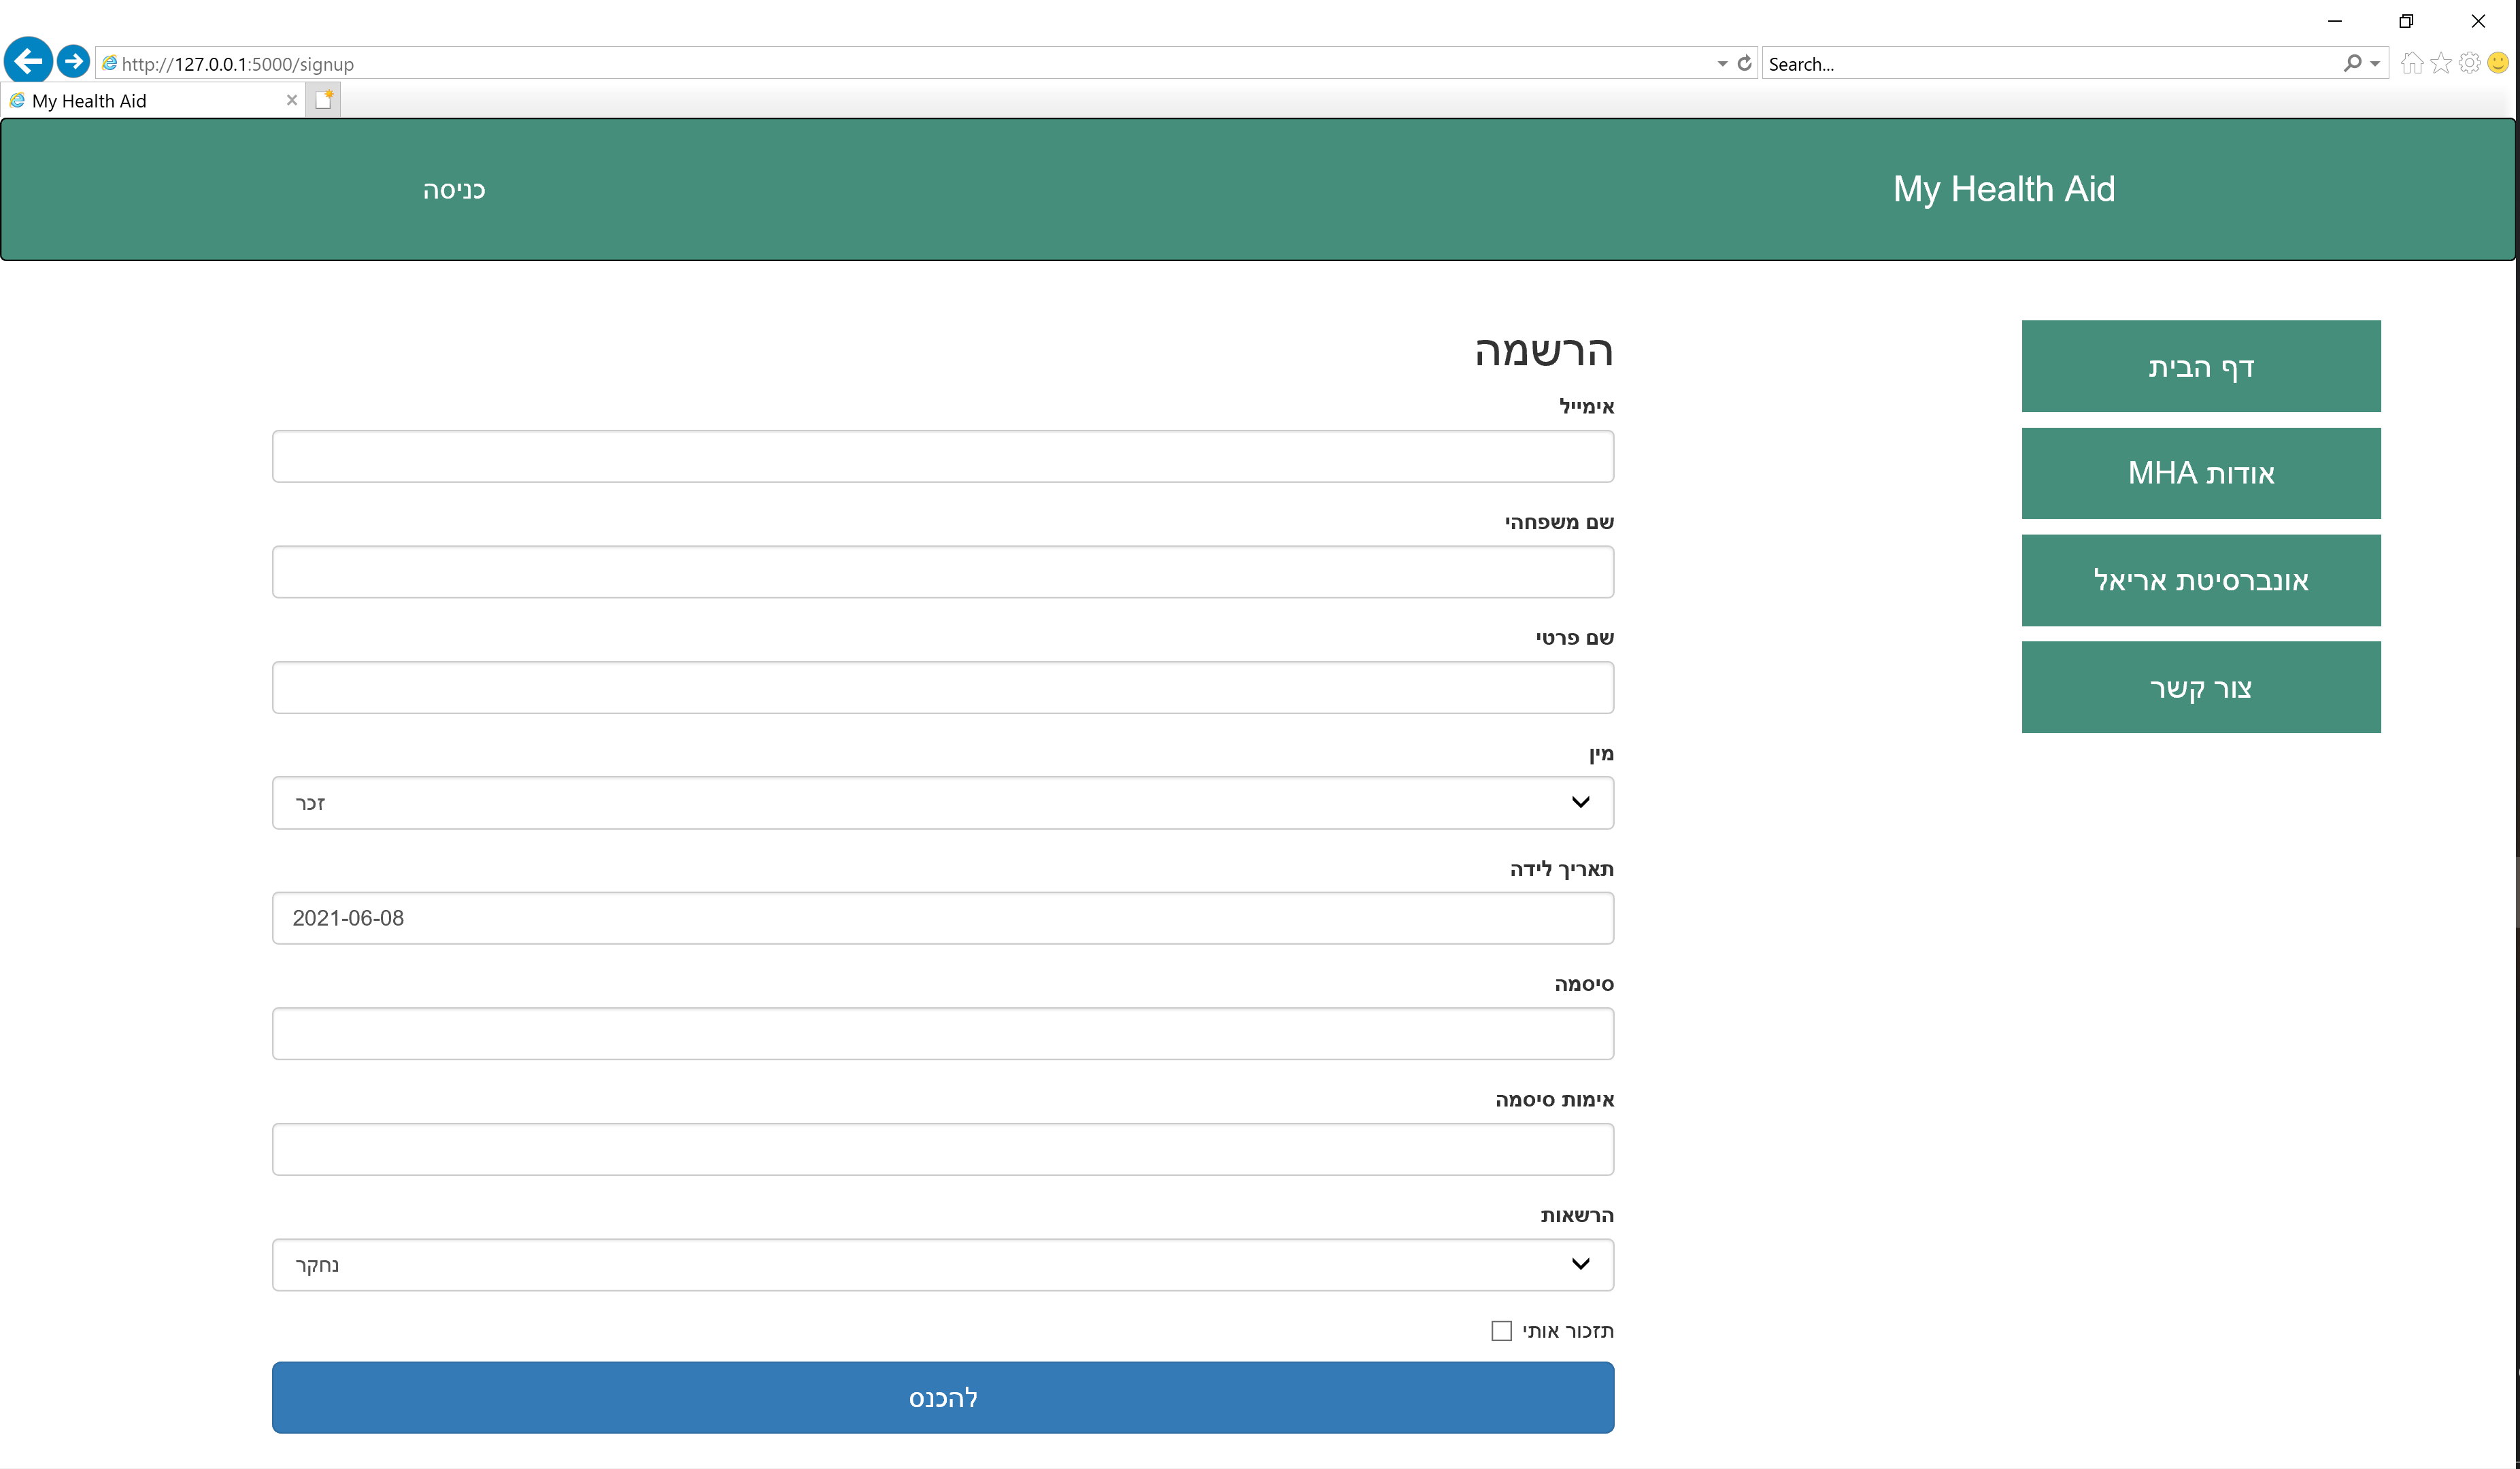 http://127.0.0.1:5000/signup
Search...
My Health Aid
My Health Aid
כניסה
דף הבית
אודות MHA
אונברסיטת אריאל
צור קשר
הרשמה
אימייל
שם משפחהי
שם פרטי
מין
זכר
תאריך לידה
2021-06-08
סיסמה
אימות סיסמה
הרשאות
נחקר
תזכור אותי
להכנס